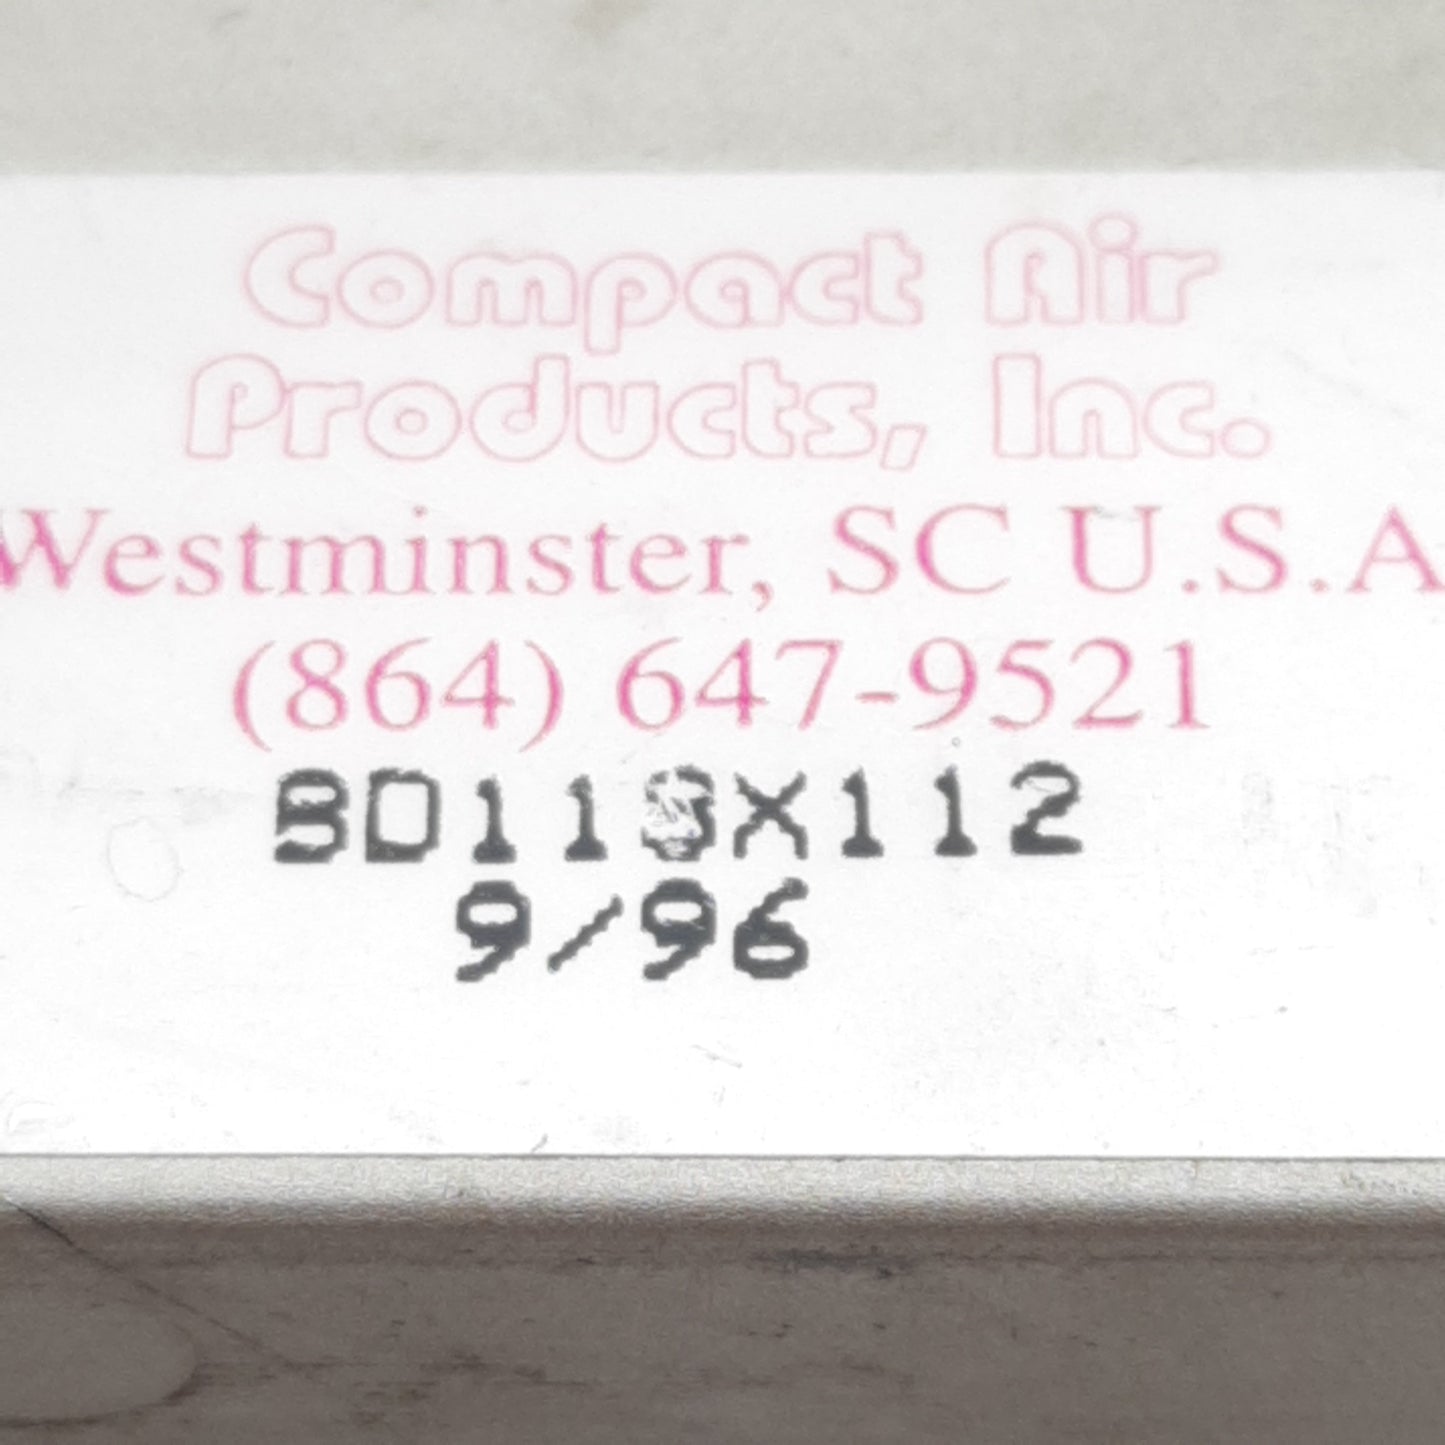 Compact Air
Products, Inc.
Westminster, SC U.S.A
(864) 647-9521
9/96